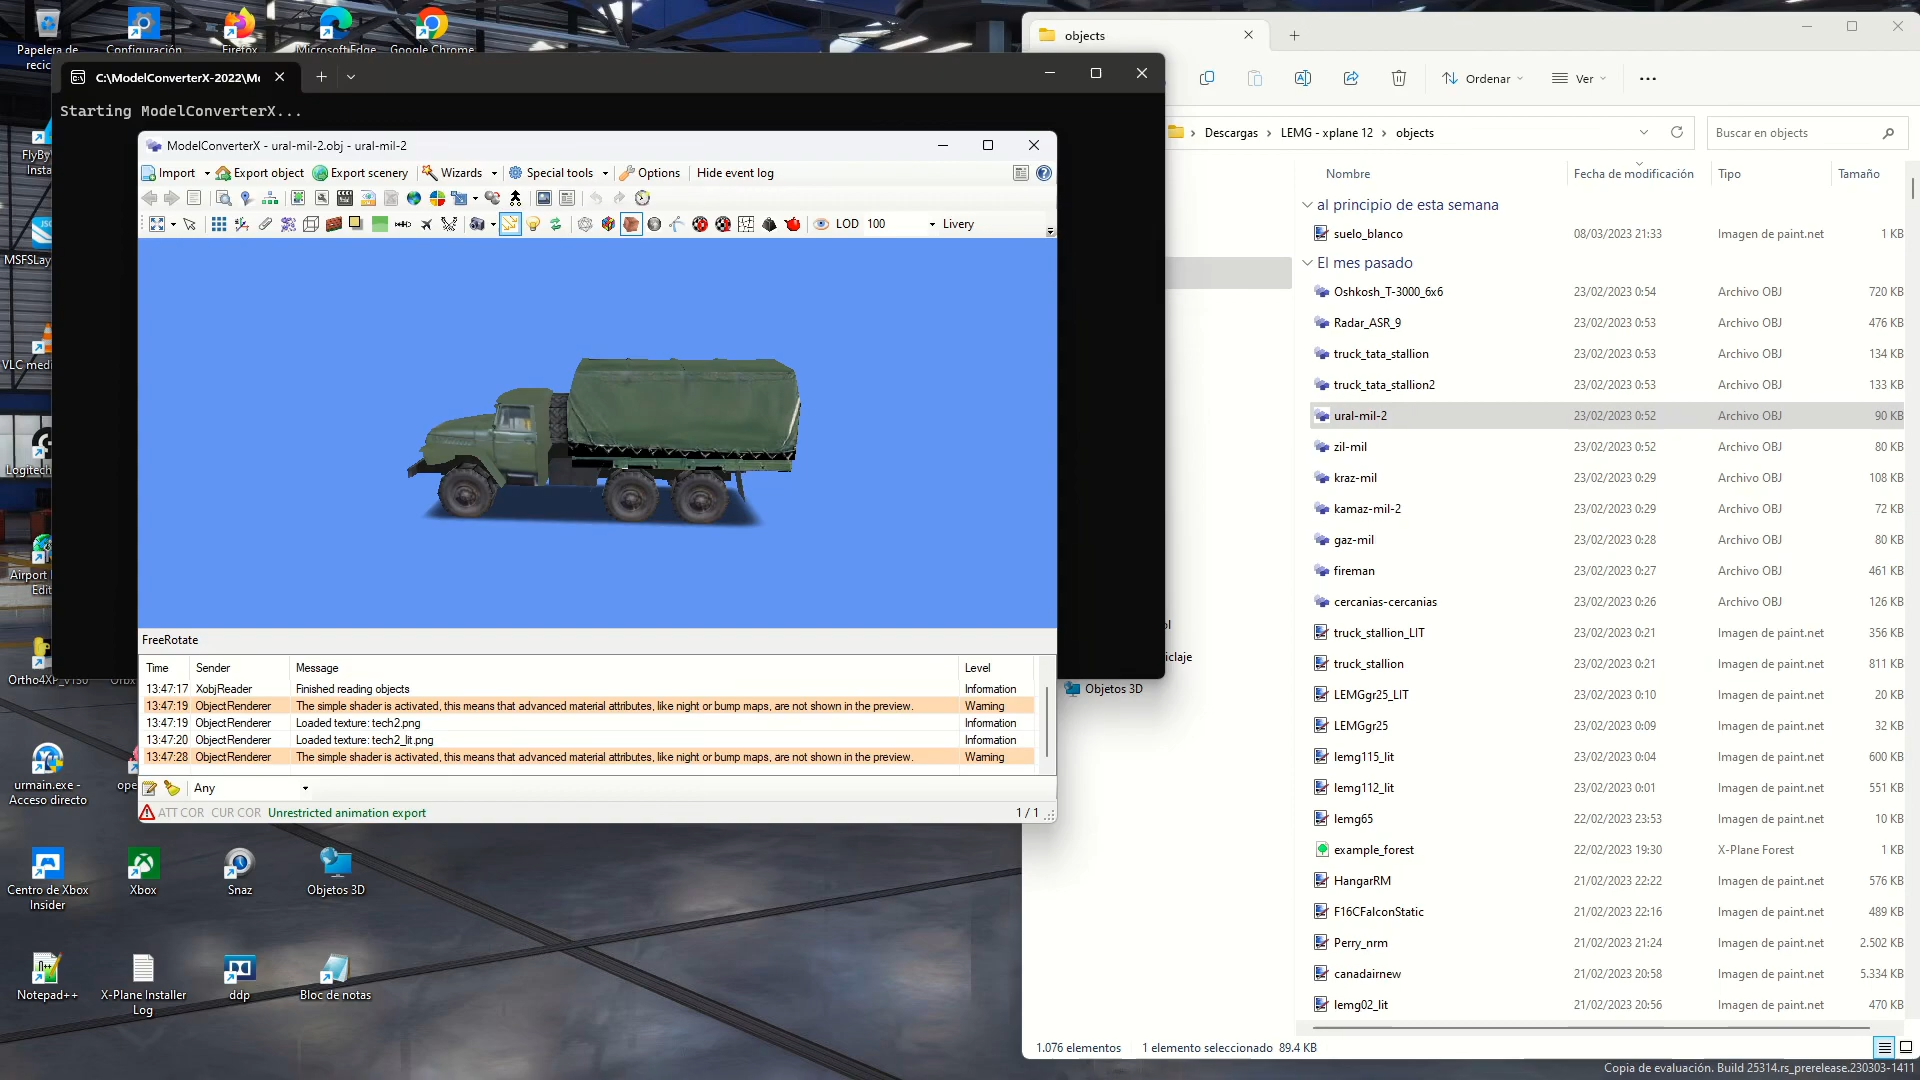 Papelera de
recic
Configuración
Firefox
Microsoft Edge
Google Chrome
FlyBy
Insta
MSFSLay
VLC medi
Logitech
Airport
Edit
Ortho4XP_v130
urmain.exe -
Acceso directo
ope
Centro de Xbox
Insider
Xbox
Snaz
Objetos 3D
Notepad++
X-Plane Installer
Log
ddp
Bloc de notas
C:\ModelConverterX-2022\Mo
Starting ModelConverterX...
ModelConverterX - ural-mil-2.obj - ural-mil-2
Import Export object Export scenery Wizards Special tools Options Hide event log
LOD 100 Livery
FreeRotate
Time Sender Message Level
13:47:17 XobjReader Finished reading objects Information
13:47:19 ObjectRenderer The simple shader is activated, this means that advanced material attributes, like night or bump maps, are not shown in the preview. Warning
13:47:19 ObjectRenderer Loaded texture: tech2.png Information
13:47:20 ObjectRenderer Loaded texture: tech2_lit.png Information
13:47:28 ObjectRenderer The simple shader is activated, this means that advanced material attributes, like night or bump maps, are not shown in the preview. Warning
Any
ATT COR CUR COR Unrestricted animation export 1 / 1
objects
Ordenar Ver
Descargas LEMG - xplane 12 objects
Buscar en objects
Nombre Fecha de modificación Tipo Tamaño
al principio de esta semana
suelo_blanco 08/03/2023 21:33 Imagen de paint.net 1 KB
El mes pasado
Oshkosh_T-3000_6x6 23/02/2023 0:54 Archivo OBJ 720 KB
Radar_ASR_9 23/02/2023 0:53 Archivo OBJ 476 KB
truck_tata_stallion 23/02/2023 0:53 Archivo OBJ 134 KB
truck_tata_stallion2 23/02/2023 0:53 Archivo OBJ 133 KB
ural-mil-2 23/02/2023 0:52 Archivo OBJ 90 KB
zil-mil 23/02/2023 0:52 Archivo OBJ 80 KB
kraz-mil 23/02/2023 0:29 Archivo OBJ 108 KB
kamaz-mil-2 23/02/2023 0:29 Archivo OBJ 72 KB
gaz-mil 23/02/2023 0:28 Archivo OBJ 80 KB
fireman 23/02/2023 0:27 Archivo OBJ 461 KB
cercanias-cercanias 23/02/2023 0:26 Archivo OBJ 126 KB
truck_stallion_LIT 23/02/2023 0:21 Imagen de paint.net 356 KB
truck_stallion 23/02/2023 0:21 Imagen de paint.net 811 KB
LEMGgr25_LIT 23/02/2023 0:10 Imagen de paint.net 20 KB
LEMGgr25 23/02/2023 0:09 Imagen de paint.net 32 KB
lemg115_lit 23/02/2023 0:04 Imagen de paint.net 600 KB
lemg112_lit 23/02/2023 0:01 Imagen de paint.net 551 KB
lemg65 22/02/2023 23:53 Imagen de paint.net 10 KB
example_forest 22/02/2023 19:30 X-Plane Forest 1 KB
HangarRM 21/02/2023 22:22 Imagen de paint.net 576 KB
F16CFalconStatic 21/02/2023 22:16 Imagen de paint.net 489 KB
Perry_nrm 21/02/2023 21:24 Imagen de paint.net 2.502 KB
canadairnew 21/02/2023 20:58 Imagen de paint.net 5.334 KB
lemg02_lit 21/02/2023 20:56 Imagen de paint.net 470 KB
ol
iclaje
Objetos 3D
1.076 elementos 1 elemento seleccionado 89.4 KB
Copia de evaluación. Build 25314.rs_prerelease.230303-1411